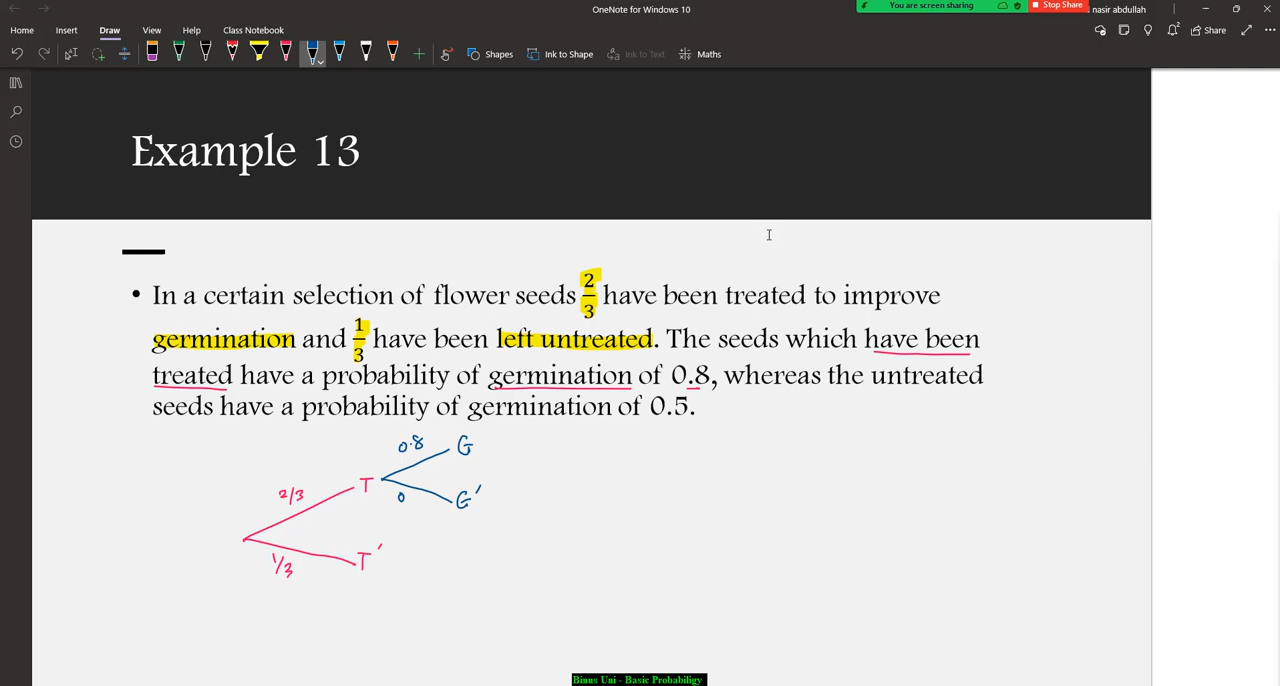 OneNote for Windows 10
You are screen sharing
Stop Share
nasir abdullah
Home Insert Draw View Help Class Notebook
Shapes Ink to Shape Ink to Text Maths
Share
Example 13
• In a certain selection of flower seeds 2/3 have been treated to improve
germination and 1/3 have been left untreated. The seeds which have been
treated have a probability of germination of 0.8, whereas the untreated
seeds have a probability of germination of 0.5.
0.8 G
2/3 T
0 G'
1/3 T'
Binus Uni - Basic Probabiligy